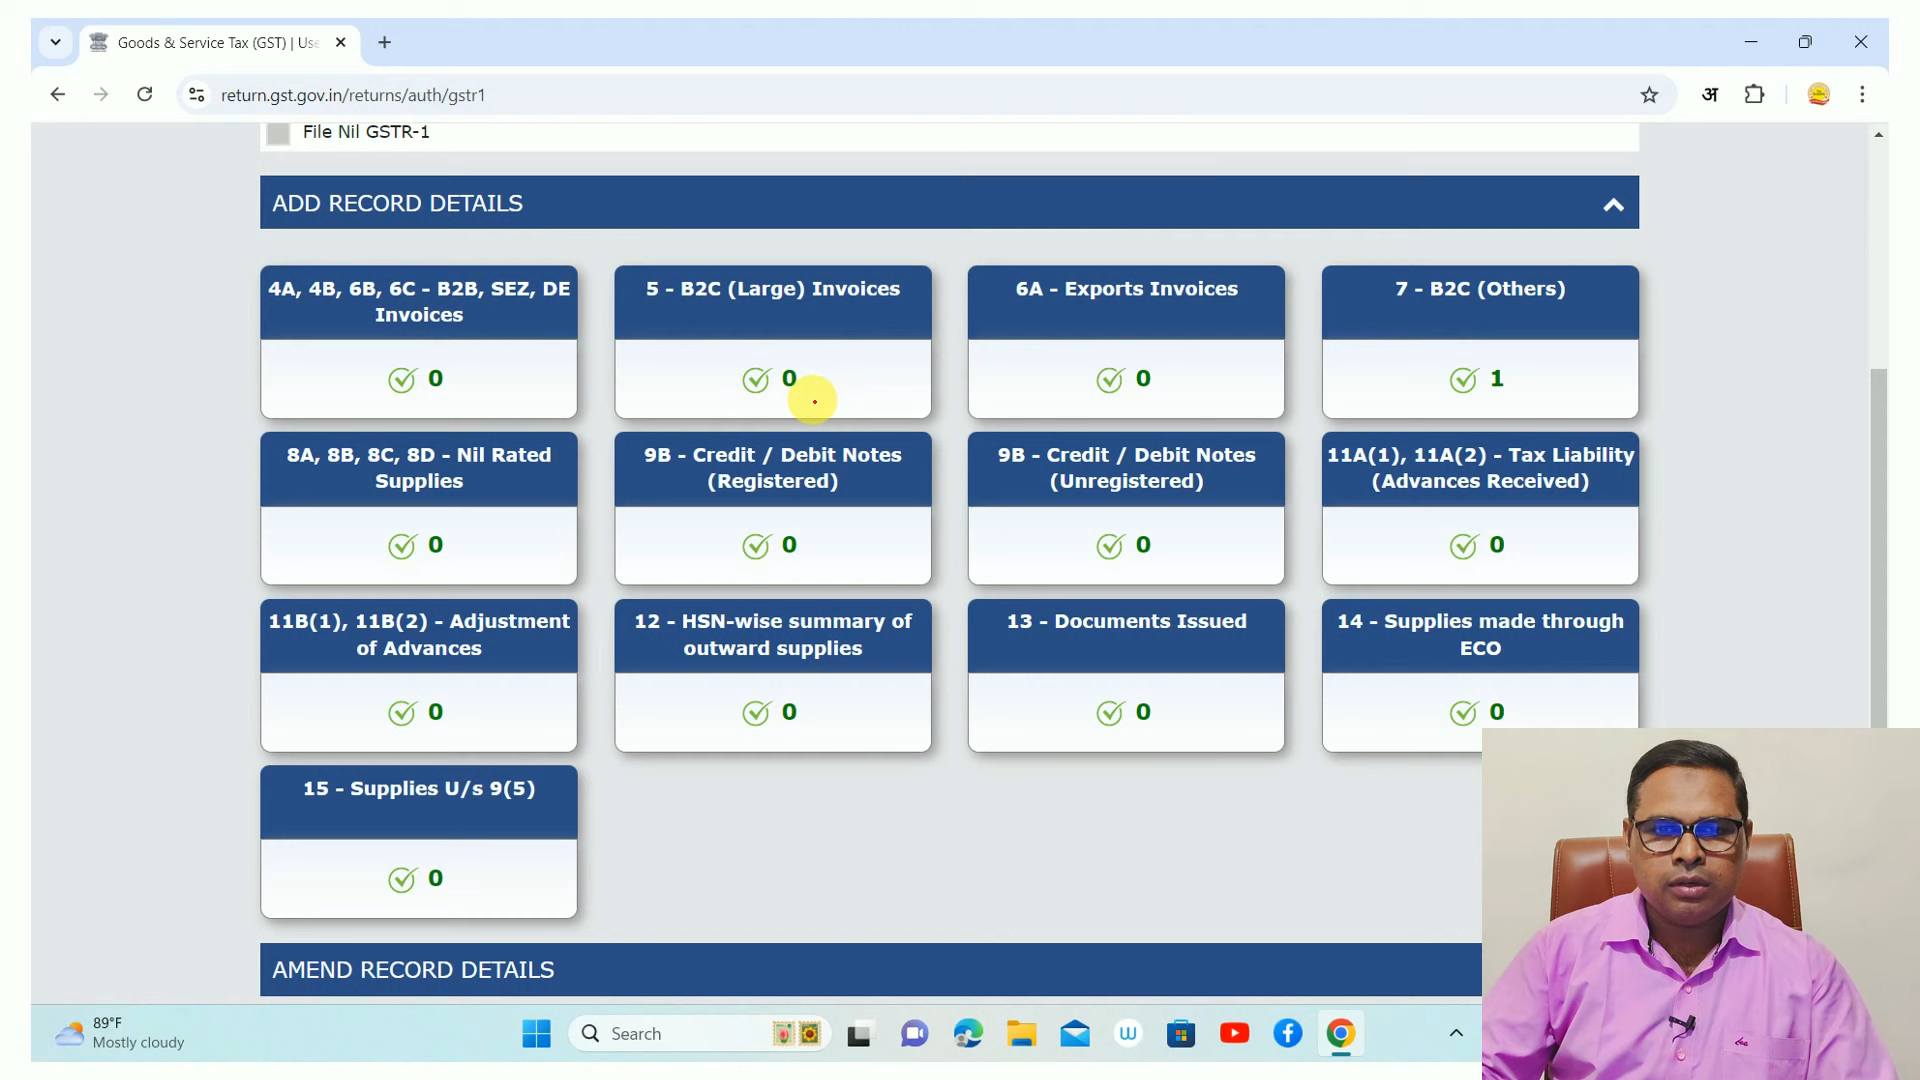 Goods & Service Tax (GST) | Use
return.gst.gov.in/returns/auth/gstr1
अ
File Nil GSTR-1
ADD RECORD DETAILS
4A, 4B, 6B, 6C - B2B, SEZ, DE
Invoices
0
5 - B2C (Large) Invoices
0
6A - Exports Invoices
0
7 - B2C (Others)
1
8A, 8B, 8C, 8D - Nil Rated
Supplies
0
9B - Credit / Debit Notes
(Registered)
0
9B - Credit / Debit Notes
(Unregistered)
0
11A(1), 11A(2) - Tax Liability
(Advances Received)
0
11B(1), 11B(2) - Adjustment
of Advances
0
12 - HSN-wise summary of
outward supplies
0
13 - Documents Issued
0
14 - Supplies made through
ECO
0
15 - Supplies U/s 9(5)
0
AMEND RECORD DETAILS
89°F
Mostly cloudy
Search
W